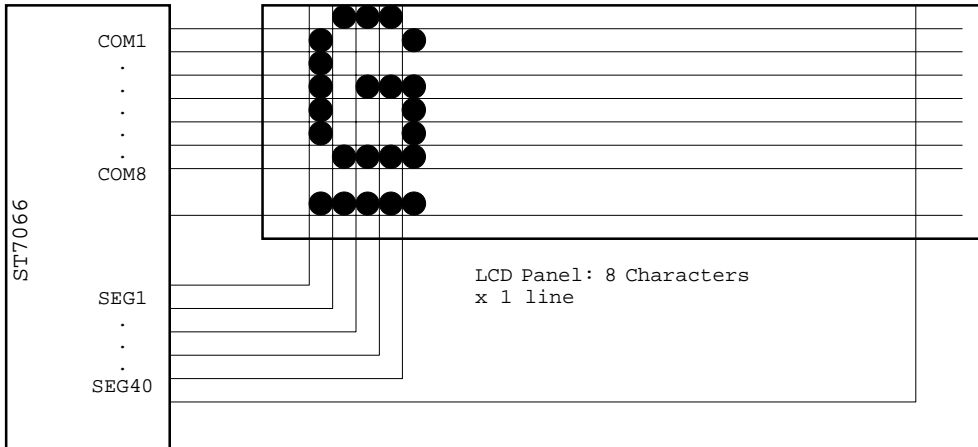 COM1
.
.
.
.
.
COM8
ST7066
SEG1
.
.
.
SEG40
LCD Panel: 8 Characters
x 1 line